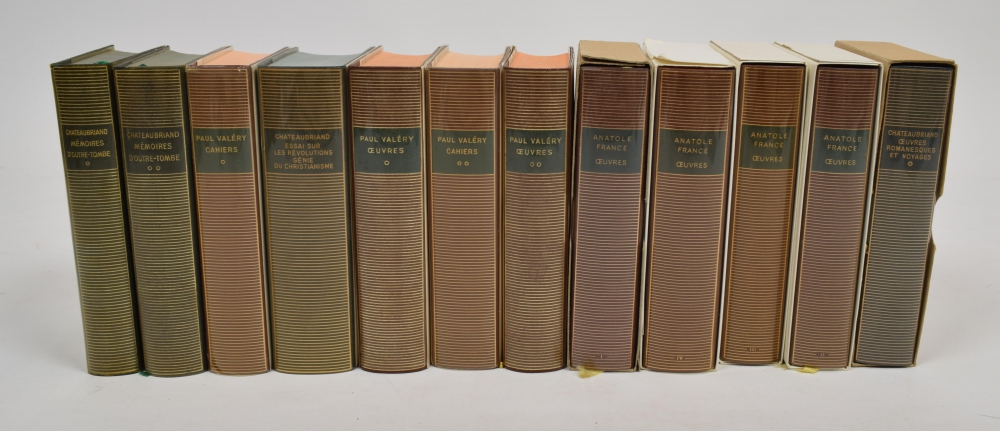 CHATEAUBRIAND
MÉMOIRES
D'OUTRE-TOMBE
CHATEAUBRIAND
MÉMOIRES
D'OUTRE-TOMBE
PAUL VALÉRY
CAHIERS
CHATEAUBRIAND
ESSAI SUR
LES RÉVOLUTIONS
GÉNIE
DU CHRISTIANISME
PAUL VALÉRY
ŒUVRES
PAUL VALÉRY
CAHIERS
PAUL VALÉRY
ŒUVRES
ANATOLE
FRANCE
ŒUVRES
I
ANATOLE
FRANCE
ŒUVRES
IV
ANATOLE
FRANCE
ŒUVRES
ANATOLE
FRANCE
ŒUVRES
CHATEAUBRIAND
ŒUVRES
ROMANESQUES
ET VOYAGES